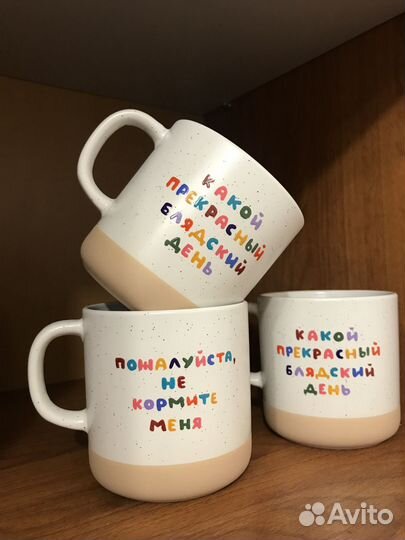 КАКОЙ
ПРЕКРАСНЫЙ
БЛЯДСКИЙ
ДЕНЬ
ПОЖАЛУЙСТА,
НЕ
КОРМИТЕ
МЕНЯ
КАКОЙ
ПРЕКРАСНЫЙ
БЛЯДСКИЙ
ДЕНЬ
Avito